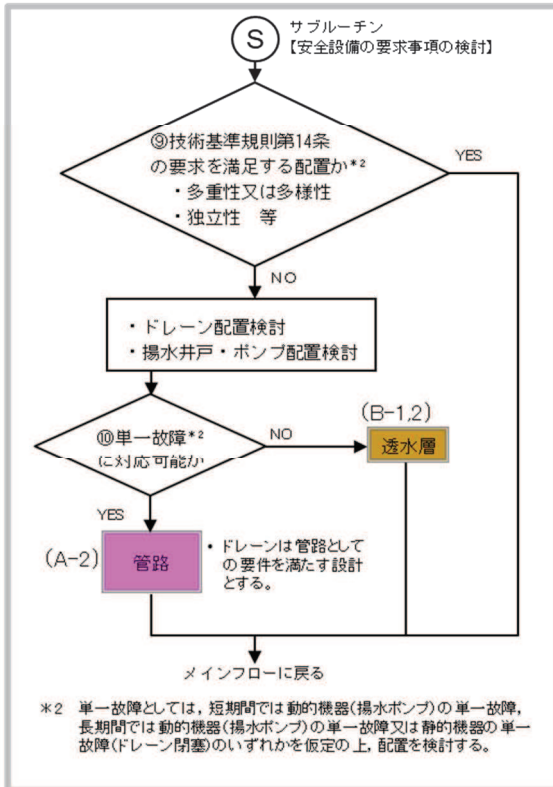 S
サブルーチン
【安全設備の要求事項の検討】
⑨技術基準規則第14条
の要求を満足する配置か*2
・多重性又は多様性
・独立性 等
YES
NO
・ドレーン配置検討
・揚水井戸・ポンプ配置検討
⑩単一故障*2
に対応可能か
NO
(B-1,2)
透水層
YES
(A-2)
管路
・ドレーンは管路として
の要件を満たす設計
とする。
メインフローに戻る
*2 単一故障としては，短期間では動的機器(揚水ポンプ)の単一故障，
長期間では動的機器(揚水ポンプ)の単一故障又は静的機器の単一
故障(ドレーン閉塞)のいずれかを仮定の上，配置を検討する。